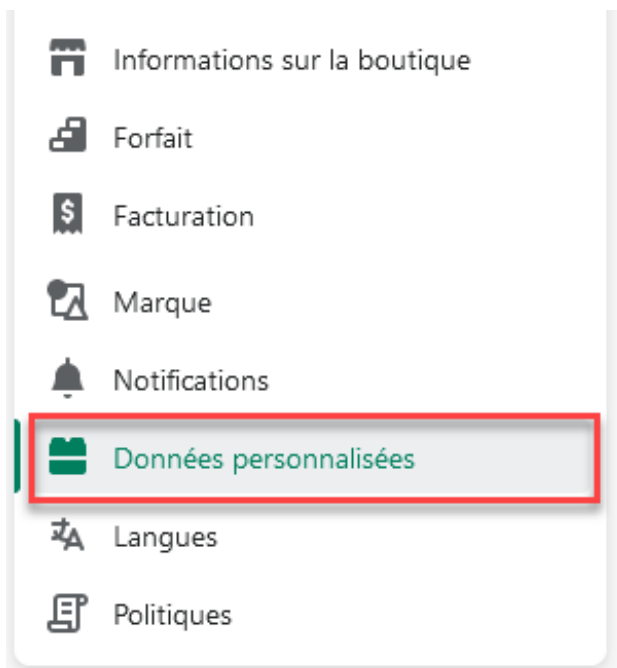 Informations sur la boutique
Forfait
Facturation
Marque
Notifications
Données personnalisées
Langues
Politiques